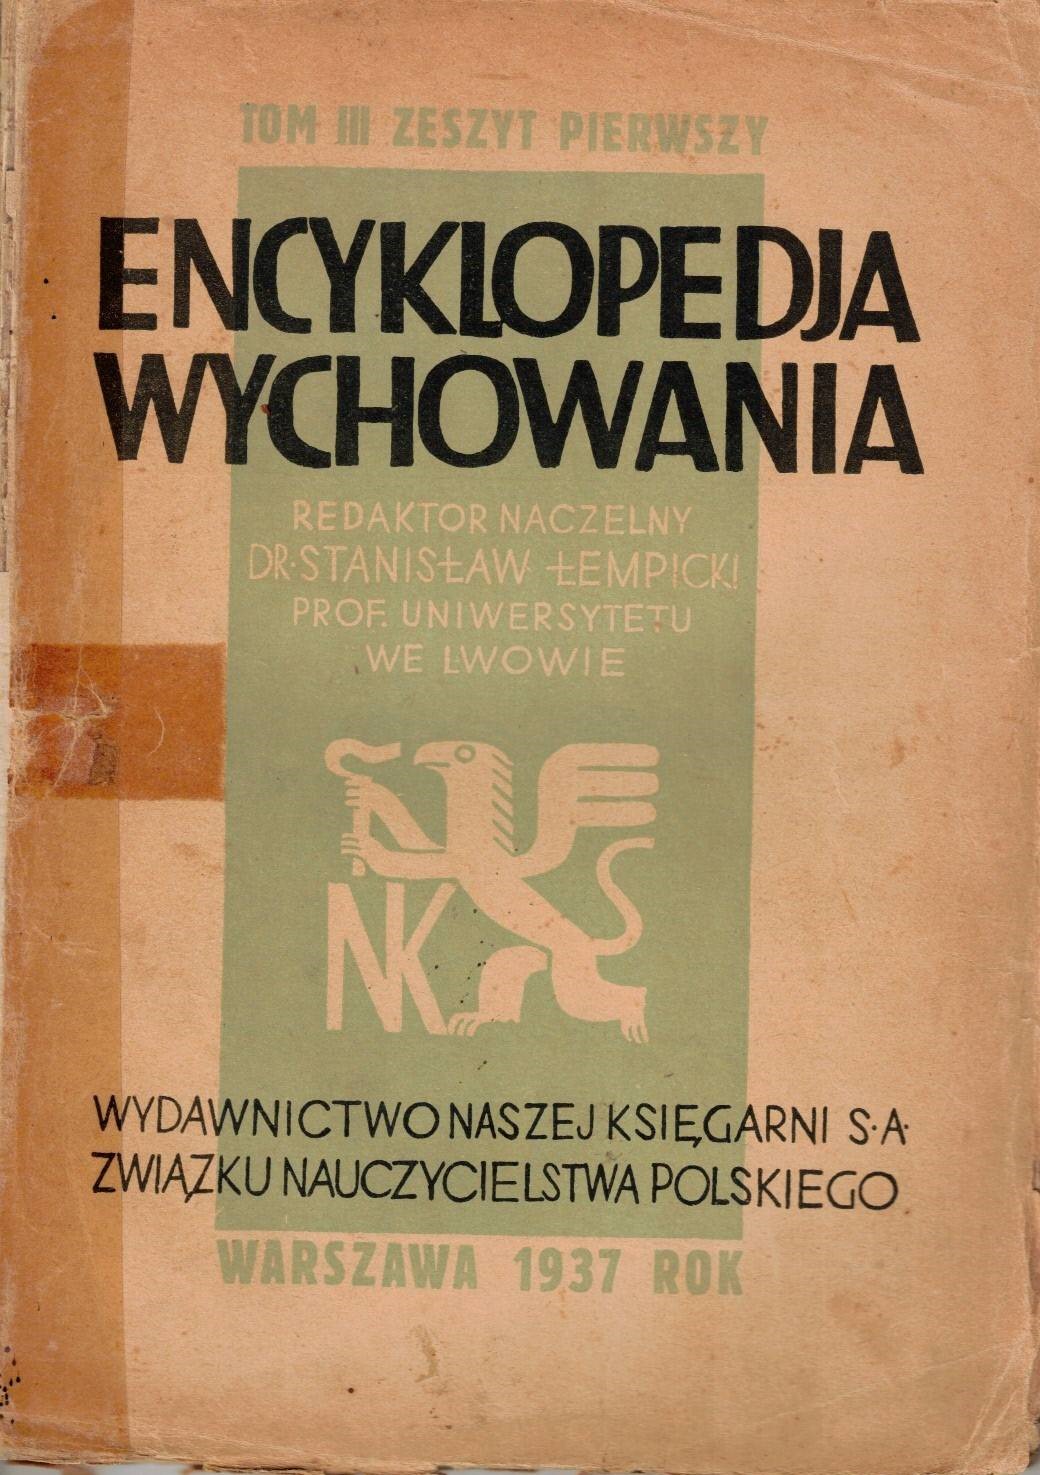 TOM III ZESZYT PIERWSZY
ENCYKLOPEDJA
WYCHOWANIA
REDAKTOR NACZELNY
DR·STANISŁAW ŁEMPICKI
PROF. UNIWERSYTETU
WE LWOWIE
NK
WYDAWNICTWO NASZEJ KSIĘGARNI S·A·
ZWIĄZKU NAUCZYCIELSTWA POLSKIEGO
WARSZAWA 1937 ROK